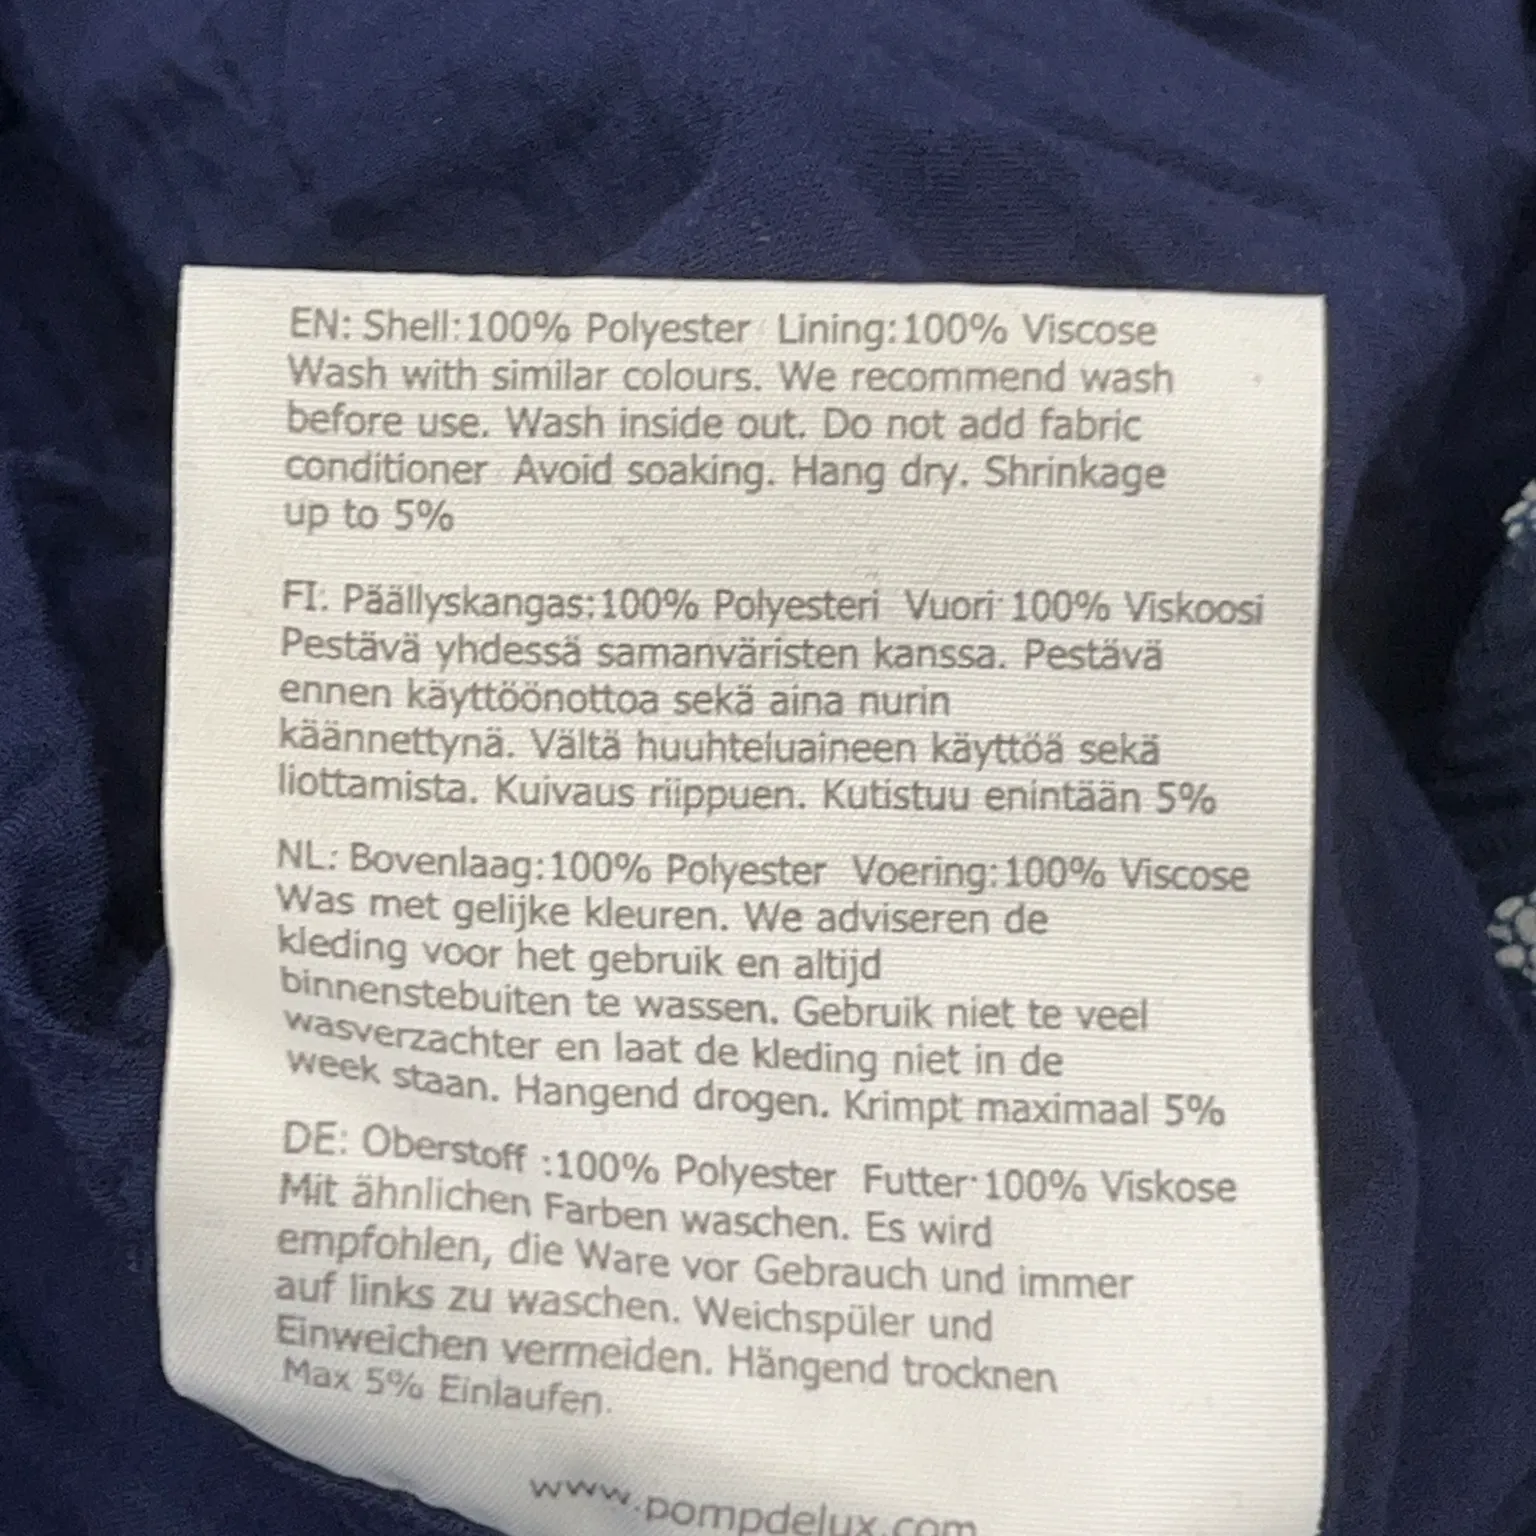 EN: Shell:100% Polyester Lining:100% Viscose
Wash with similar colours. We recommend wash
before use. Wash inside out. Do not add fabric
conditioner Avoid soaking. Hang dry. Shrinkage
up to 5%
FI: Päällyskangas:100% Polyesteri Vuori 100% Viskoosi
Pestävä yhdessä samanväristen kanssa. Pestävä
ennen käyttöönottoa sekä aina nurin
käännettynä. Vältä huuhteluaineen käyttöä sekä
liottamista. Kuivaus riippuen. Kutistuu enintään 5%
NL: Bovenlaag:100% Polyester Voering:100% Viscose
Was met gelijke kleuren. We adviseren de
kleding voor het gebruik en altijd
binnenstebuiten te wassen. Gebruik niet te veel
wasverzachter en laat de kleding niet in de
week staan. Hangend drogen. Krimpt maximaal 5%
DE: Oberstoff :100% Polyester Futter 100% Viskose
Mit ähnlichen Farben waschen. Es wird
empfohlen, die Ware vor Gebrauch und immer
auf links zu waschen. Weichspüler und
Einweichen vermeiden. Hängend trocknen
Max 5% Einlaufen.
www.pompdelux.com